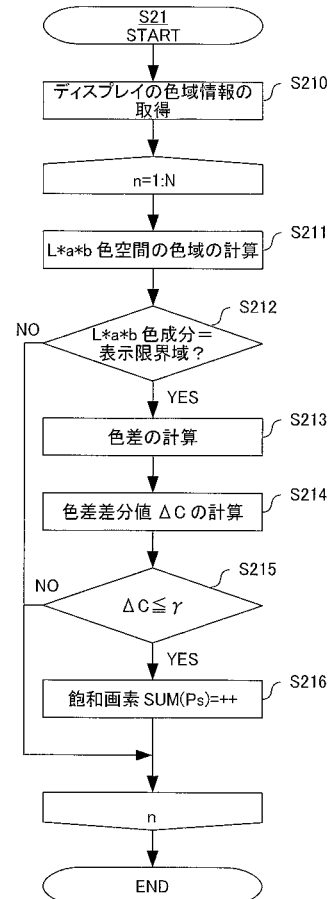 S21
START
S210
ディスプレイの色域情報の
取得
n=1:N
S211
L*a*b 色空間の色域の計算
S212
NO
L*a*b 色成分＝
表示限界域？
YES
S213
色差の計算
S214
色差差分値 ΔCの計算
S215
NO
ΔC≦γ
YES
S216
飽和画素 SUM(Ps)=++
n
END